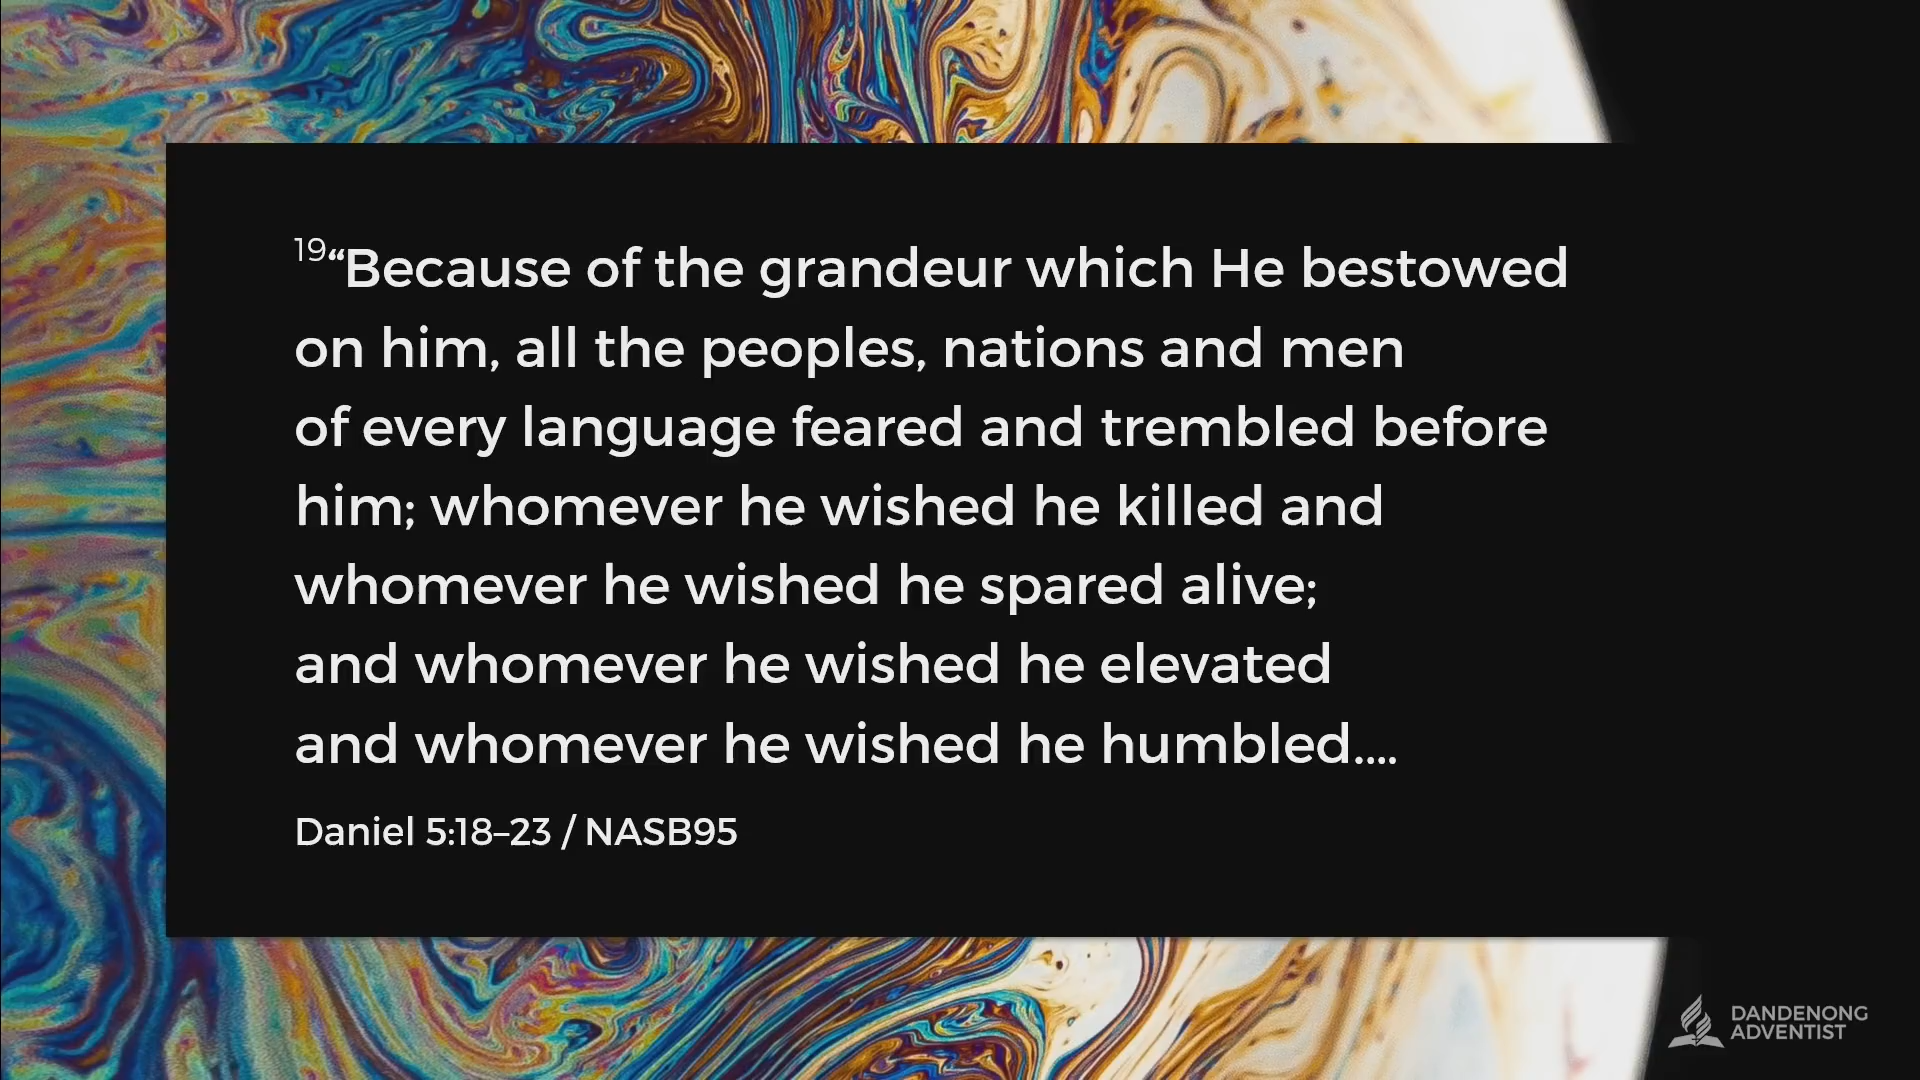 19“Because of the grandeur which He bestowed
on him, all the peoples, nations and men
of every language feared and trembled before
him; whomever he wished he killed and
whomever he wished he spared alive;
and whomever he wished he elevated
and whomever he wished he humbled....
Daniel 5:18–23 / NASB95
DANDENONG
ADVENTIST